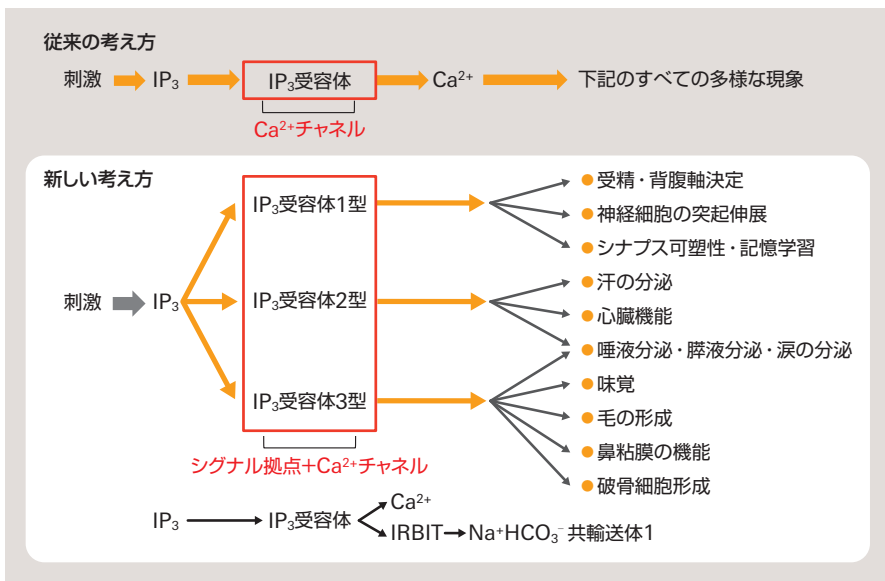 従来の考え方
刺激 IP₃ IP₃受容体 Ca²⁺ 下記のすべての多様な現象
Ca²⁺チャネル
新しい考え方
刺激 IP₃
IP₃受容体1型
IP₃受容体2型
IP₃受容体3型
シグナル拠点+Ca²⁺チャネル
●受精・背腹軸決定
●神経細胞の突起伸展
●シナプス可塑性・記憶学習
●汗の分泌
●心臓機能
●唾液分泌・膵液分泌・涙の分泌
●味覚
●毛の形成
●鼻粘膜の機能
●破骨細胞形成
IP₃ IP₃受容体
Ca²⁺
IRBIT Na⁺HCO₃⁻共輸送体1